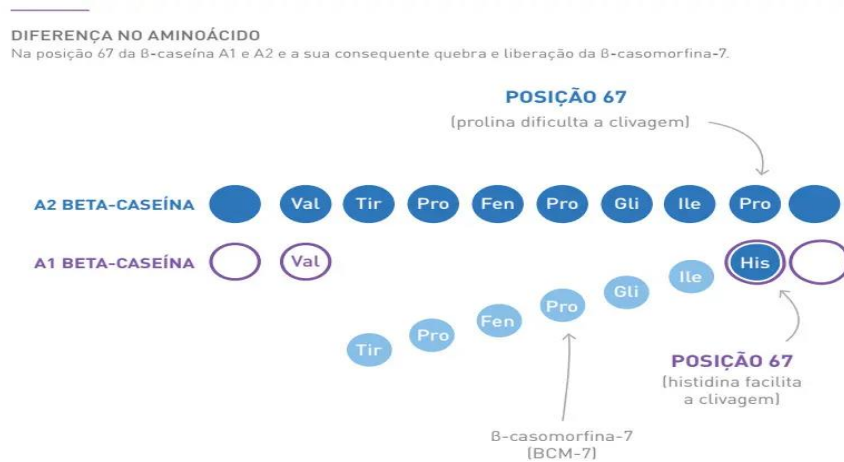 DIFERENÇA NO AMINOÁCIDO
Na posição 67 da β-caseína A1 e A2 e a sua consequente quebra e liberação da β-casomorfina-7.
POSIÇÃO 67
(prolina dificulta a clivagem)
A2 BETA-CASEÍNA Val Tir Pro Fen Pro Gli Ile Pro
A1 BETA-CASEÍNA Val His
Tir Pro Fen Pro Gli Ile
POSIÇÃO 67
(histidina facilita
a clivagem)
β-casomorfina-7
(BCM-7)